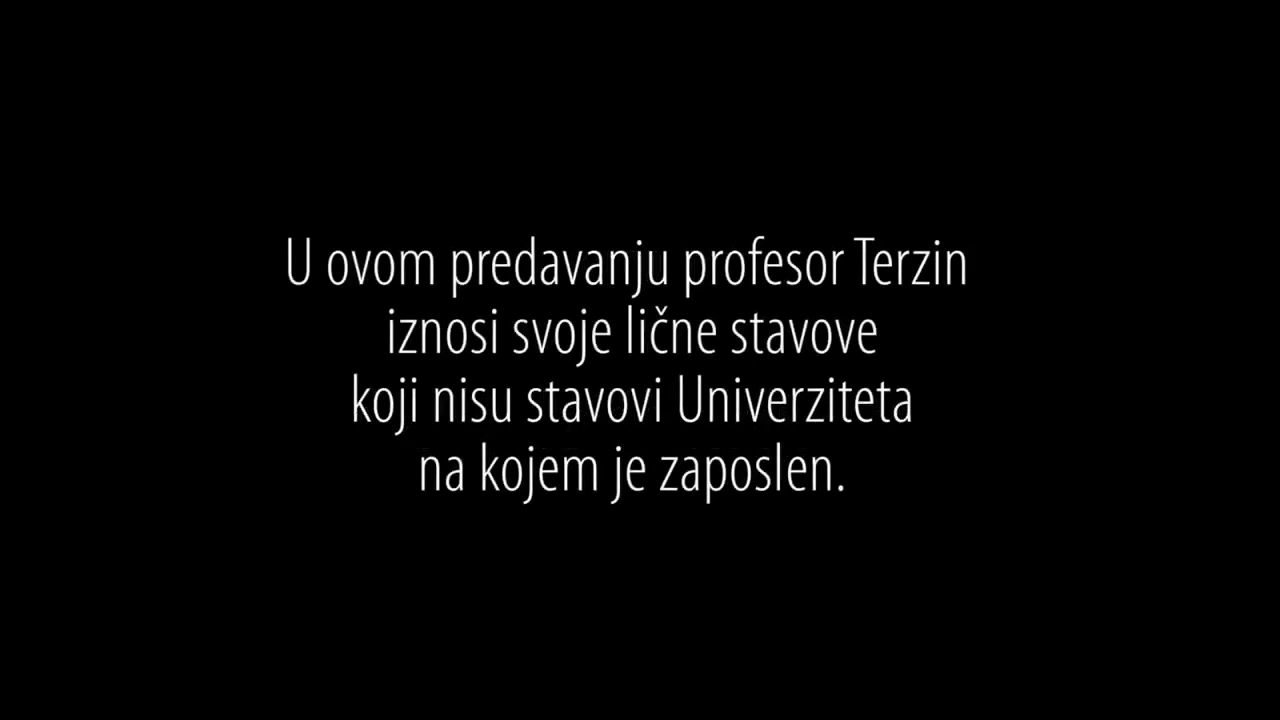 U ovom predavanju profesor Terzin
iznosi svoje lične stavove
koji nisu stavovi Univerziteta
na kojem je zaposlen.